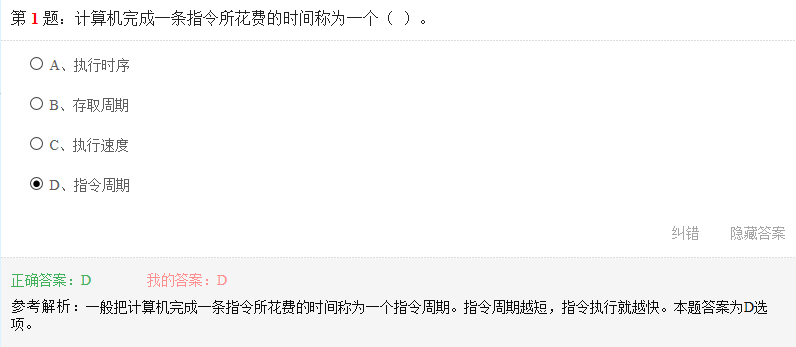 第 1 题：计算机完成一条指令所花费的时间称为一个（ ）。
A、执行时序
B、存取周期
C、执行速度
D、指令周期
纠错 隐藏答案
正确答案：D 我的答案：D
参考解析：一般把计算机完成一条指令所花费的时间称为一个指令周期。指令周期越短，指令执行就越快。本题答案为D选
项。